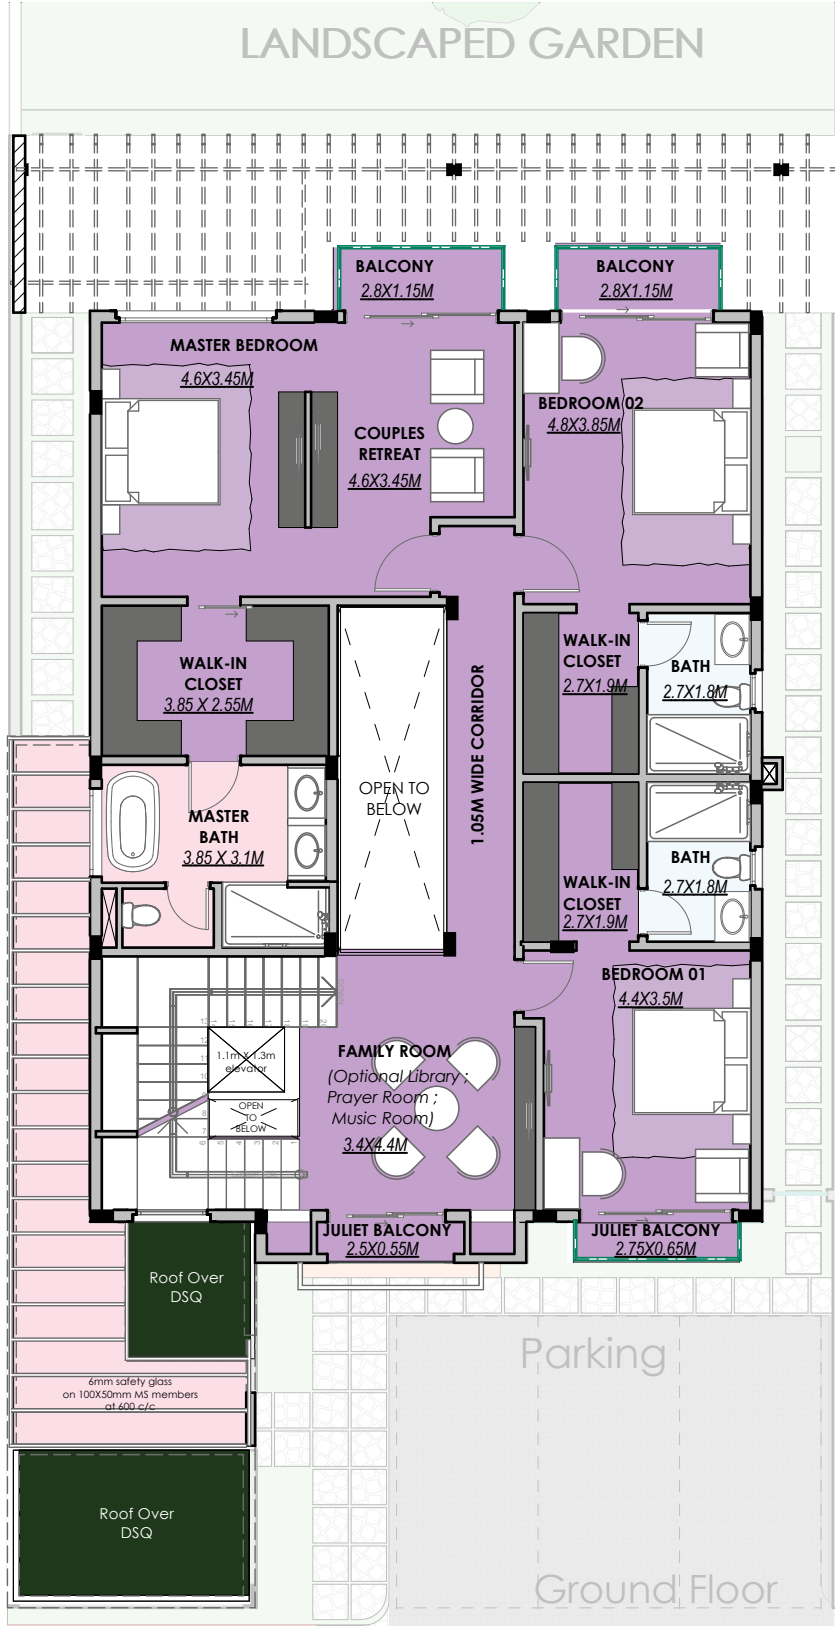 LANDSCAPED GARDEN
BALCONY
2.8X1.15M
BALCONY
2.8X1.15M
MASTER BEDROOM
4.6X3.45M
COUPLES
RETREAT
4.6X3.45M
BEDROOM 02
4.8X3.85M
WALK-IN
CLOSET
3.85 X 2.55M
WALK-IN
CLOSET
2.7X1.9M
BATH
2.7X1.8M
1.05M WIDE CORRIDOR
OPEN TO
BELOW
MASTER
BATH
3.85 X 3.1M
BATH
2.7X1.8M
WALK-IN
CLOSET
2.7X1.9M
BEDROOM 01
4.4X3.5M
1.1m X 1.3m
elevator
OPEN
TO
BELOW
FAMILY ROOM
(Optional Library ;
Prayer Room ;
Music Room)
3.4X4.4M
JULIET BALCONY
2.5X0.55M
JULIET BALCONY
2.75X0.65M
Roof Over
DSQ
6mm safety glass
on 100X50mm MS members
at 600 c/c
Parking
Roof Over
DSQ
Ground Floor